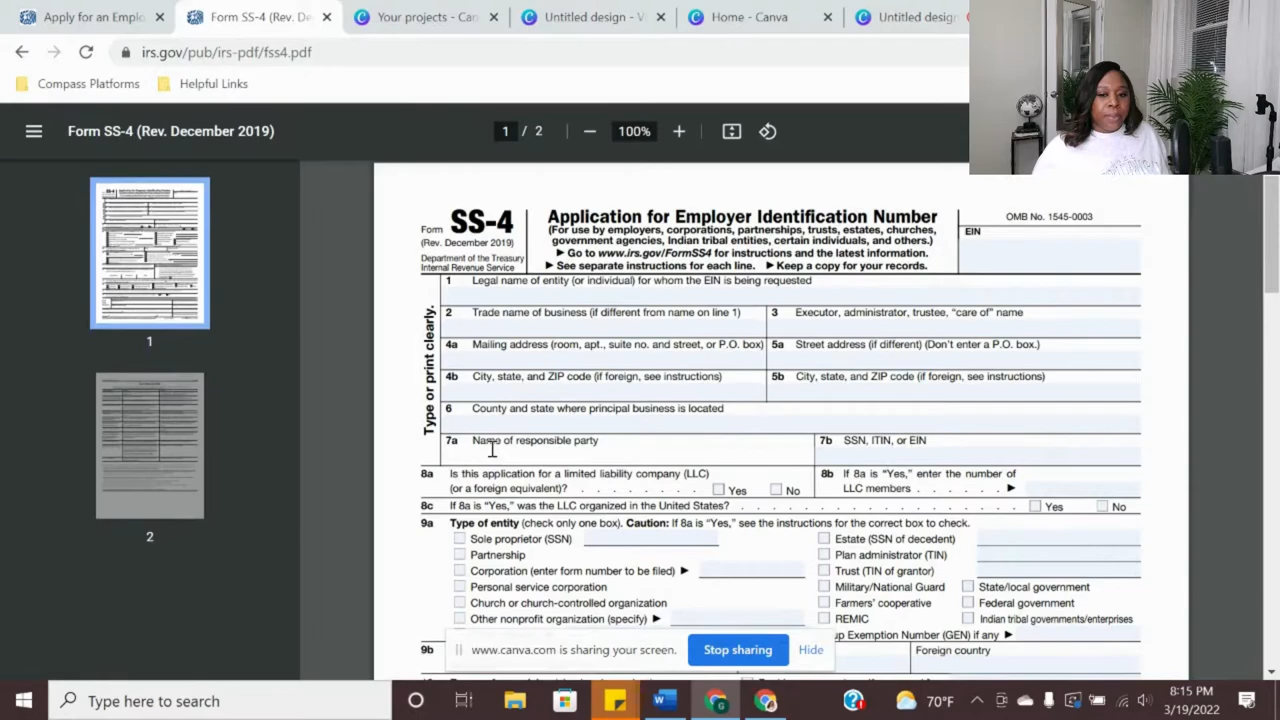 Apply for an Emplo
Form SS-4 (Rev. De
Your projects - Can
Untitled design - V
Home - Canva
Untitled design
irs.gov/pub/irs-pdf/fss4.pdf
Compass Platforms
Helpful Links
Form SS-4 (Rev. December 2019)
1 / 2
100%
1
2
Form SS-4
(Rev. December 2019)
Department of the Treasury
Internal Revenue Service
Application for Employer Identification Number
(For use by employers, corporations, partnerships, trusts, estates, churches,
government agencies, Indian tribal entities, certain individuals, and others.)
▶ Go to www.irs.gov/FormSS4 for instructions and the latest information.
▶ See separate instructions for each line. ▶ Keep a copy for your records.
OMB No. 1545-0003
EIN
Type or print clearly.
1 Legal name of entity (or individual) for whom the EIN is being requested
2 Trade name of business (if different from name on line 1)
3 Executor, administrator, trustee, “care of” name
4a Mailing address (room, apt., suite no. and street, or P.O. box)
5a Street address (if different) (Don’t enter a P.O. box.)
4b City, state, and ZIP code (if foreign, see instructions)
5b City, state, and ZIP code (if foreign, see instructions)
6 County and state where principal business is located
7a Name of responsible party
7b SSN, ITIN, or EIN
8a Is this application for a limited liability company (LLC)
(or a foreign equivalent)? . . . . . . . . Yes No
8b If 8a is “Yes,” enter the number of
LLC members . . . . . . ▶
8c If 8a is “Yes,” was the LLC organized in the United States? . . . . . . . . . . . . . . . . . . Yes No
9a Type of entity (check only one box). Caution: If 8a is “Yes,” see the instructions for the correct box to check.
Sole proprietor (SSN)
Estate (SSN of decedent)
Partnership
Plan administrator (TIN)
Corporation (enter form number to be filed) ▶
Trust (TIN of grantor)
Personal service corporation
Military/National Guard
State/local government
Church or church-controlled organization
Farmers’ cooperative
Federal government
Other nonprofit organization (specify) ▶
REMIC
Indian tribal governments/enterprises
up Exemption Number (GEN) if any ▶
9b
Foreign country
www.canva.com is sharing your screen.
Stop sharing
Hide
Type here to search
70°F
8:15 PM
3/19/2022